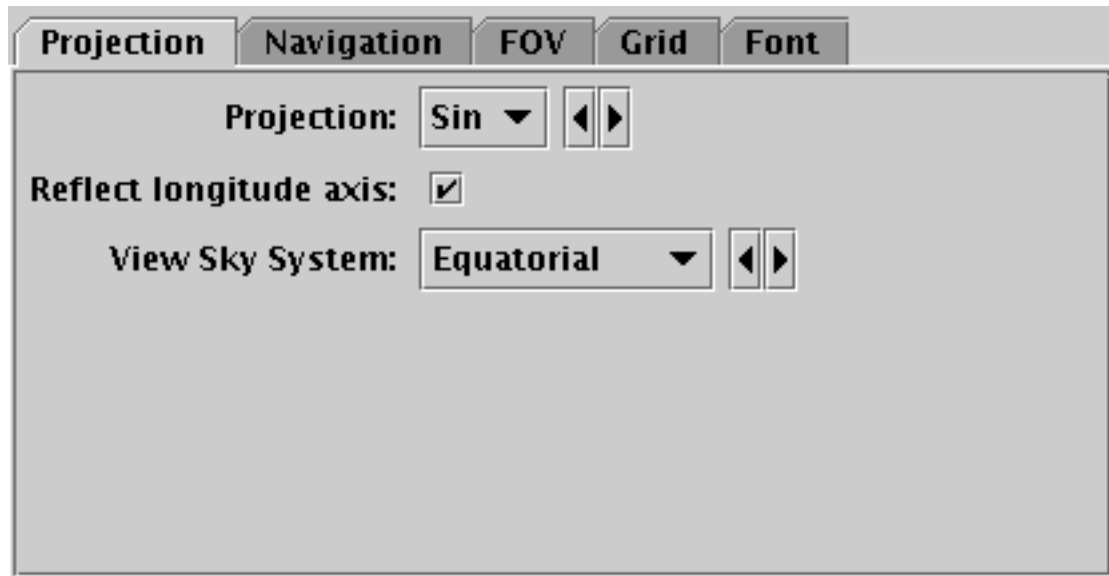 Projection Navigation FOV Grid Font
Projection: Sin
Reflect longitude axis:
View Sky System: Equatorial